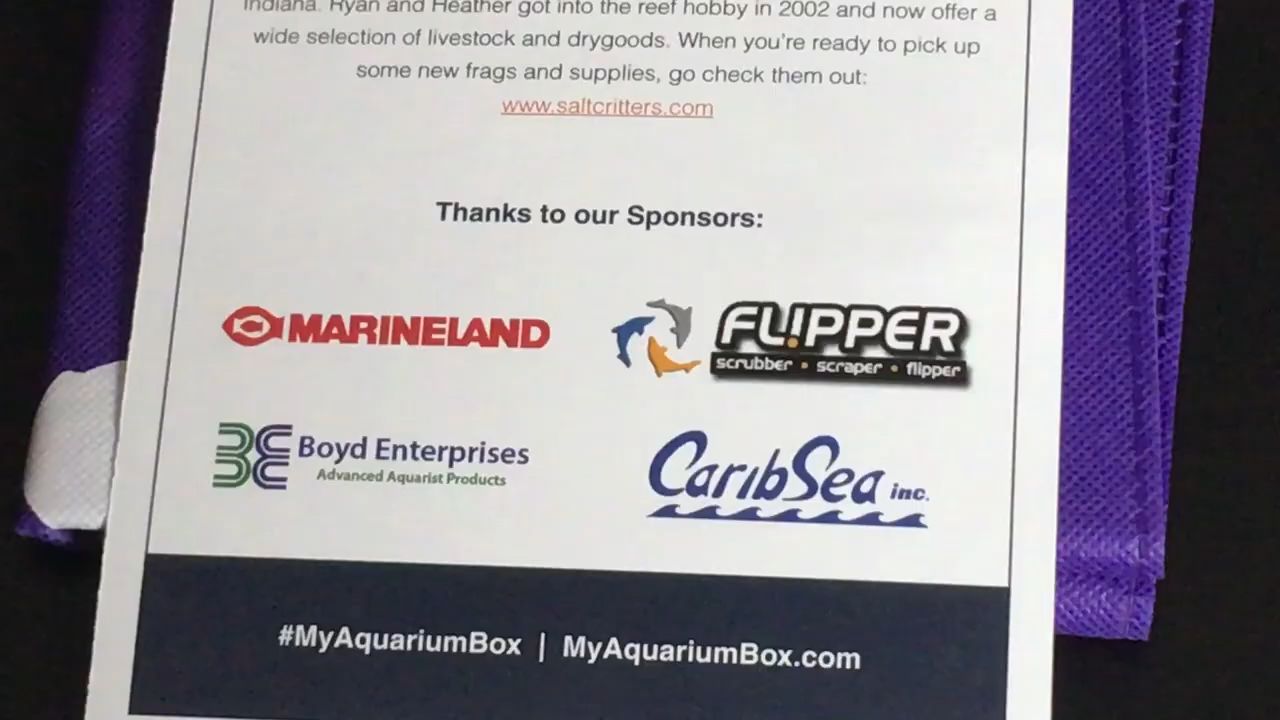 Indiana. Ryan and Heather got into the reef hobby in 2002 and now offer a
wide selection of livestock and drygoods. When you're ready to pick up
some new frags and supplies, go check them out:
www.saltcritters.com
Thanks to our Sponsors:
MARINELAND
FL!PPER
scrubber • scraper • flipper
Boyd Enterprises
Advanced Aquarist Products
CaribSea inc.
#MyAquariumBox | MyAquariumBox.com